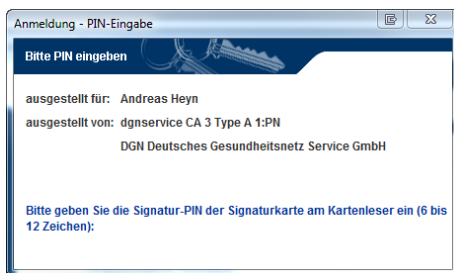 Anmeldung - PIN-Eingabe
Bitte PIN eingeben
ausgestellt für: Andreas Heyn
ausgestellt von: dgnservice CA 3 Type A 1:PN
DGN Deutsches Gesundheitsnetz Service GmbH
Bitte geben Sie die Signatur-PIN der Signaturkarte am Kartenleser ein (6 bis
12 Zeichen):